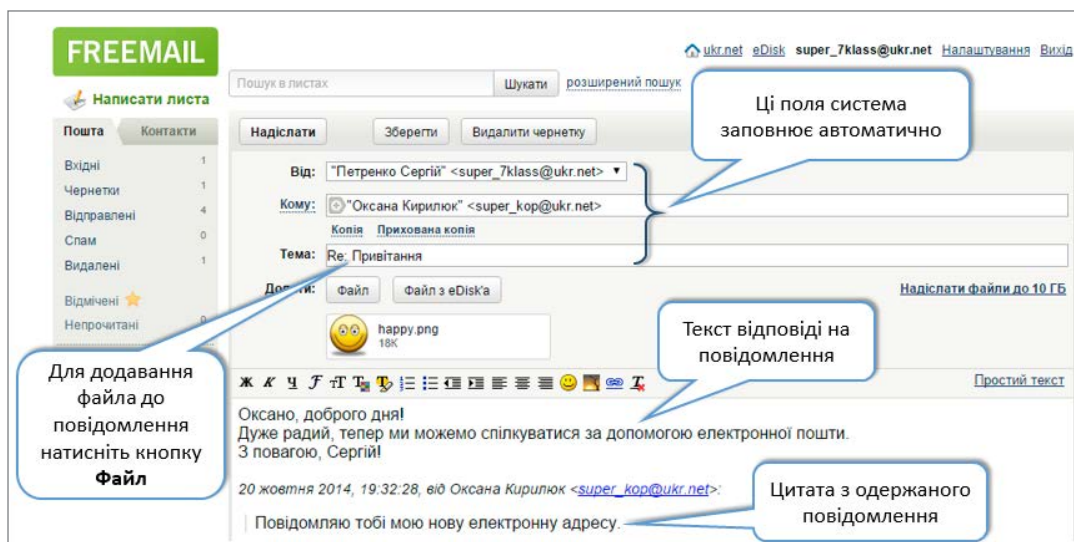 FREEMAIL
ukr.net eDisk super_7klass@ukr.net Налаштування Вихід
Написати листа
Пошук в листах Шукати розширений пошук
Ці поля система
заповнює автоматично
Пошта Контакти
Надіслати Зберегти Видалити чернетку
Вхідні 1
Чернетки 1
Відправлені 4
Спам 0
Видалені 1
Відмічені
Непрочитані 0
Від: "Петренко Сергій" <super_7klass@ukr.net>
Кому: "Оксана Кирилюк" <super_kop@ukr.net>
Копія Прихована копія
Тема: Re: Привітання
Файл Файл з eDisk'а Надіслати файли до 10 ГБ
happy.png
18K
Текст відповіді на
повідомлення
Для додавання
файла до
повідомлення
натисніть кнопку
Файл
Ж К Ч Простий текст
Оксано, доброго дня!
Дуже радий, тепер ми можемо спілкуватися за допомогою електронної пошти.
З повагою, Сергій!
20 жовтня 2014, 19:32:28, від Оксана Кирилюк <super_kop@ukr.net>:
Повідомляю тобі мою нову електронну адресу.
Цитата з одержаного
повідомлення